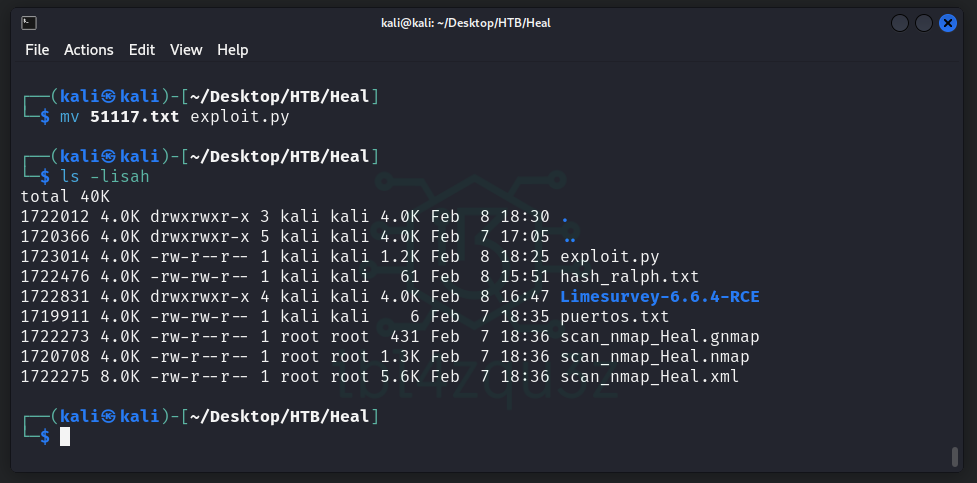 kali@kali: ~/Desktop/HTB/Heal
File Actions Edit View Help
┌──(kali㉿kali)-[~/Desktop/HTB/Heal]
└─$ mv 51117.txt exploit.py
┌──(kali㉿kali)-[~/Desktop/HTB/Heal]
└─$ ls -lisah
total 40K
1722012 4.0K drwxrwxr-x 3 kali kali 4.0K Feb  8 18:30 .
1720366 4.0K drwxrwxr-x 5 kali kali 4.0K Feb  7 17:05 ..
1723014 4.0K -rw-r--r-- 1 kali kali 1.2K Feb  8 18:25 exploit.py
1722476 4.0K -rw-rw-r-- 1 kali kali   61 Feb  8 15:51 hash_ralph.txt
1722831 4.0K drwxrwxr-x 4 kali kali 4.0K Feb  8 16:47 Limesurvey-6.6.4-RCE
1719911 4.0K -rw-rw-r-- 1 kali kali    6 Feb  7 18:35 puertos.txt
1722273 4.0K -rw-r--r-- 1 root root  431 Feb  7 18:36 scan_nmap_Heal.gnmap
1720708 4.0K -rw-r--r-- 1 root root 1.3K Feb  7 18:36 scan_nmap_Heal.nmap
1722275 8.0K -rw-r--r-- 1 root root 5.6K Feb  7 18:36 scan_nmap_Heal.xml
┌──(kali㉿kali)-[~/Desktop/HTB/Heal]
└─$